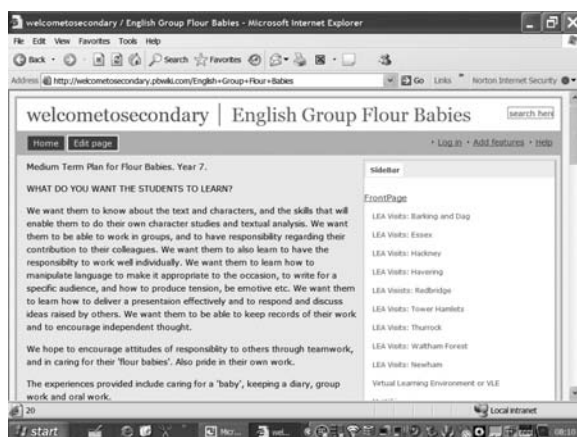 welcometosecondary / English Group Flour Babies - Microsoft Internet Explorer
File Edit View Favorites Tools Help
Back Search Favorites
Address http://welcometosecondary.pbwiki.com/English+Group+Flour+Babies Go Links Norton Internet Security
welcometosecondary | English Group Flour Babies
search here
Home Edit page • Log in • Add features • Help
Medium Term Plan for Flour Babies. Year 7.
WHAT DO YOU WANT THE STUDENTS TO LEARN?
We want them to know about the text and characters, and the skills that will
enable them to do their own character studies and textual analysis. We want
them to be able to work in groups, and to have responsibility regarding their
contribution to their colleagues. We want them to also learn to have the
responsibilty to work well individually. We want them to learn how to
manipulate language to make it appropriate to the occasion, to write for a
specific audience, and how to produce tension, be emotive etc. We want them
to learn how to deliver a presentaion effectively and to respond and discuss
ideas raised by others. We want them to be able to keep records of their work
and to encourage independent thought.
We hope to encourage attitudes of responsiblity to others through teamwork,
and in caring for their 'flour babies'. Also pride in their own work.
The experiences provided include caring for a 'baby', keeping a diary, group
work and oral work.
SideBar
FrontPage
LEA Visits: Barking and Dag
LEA Visits: Essex
LEA Visits: Hackney
LEA Visits: Havering
LEA Visists: Redbridge
LEA Visits: Tower Hamlets
LEA Visits: Thurrock
LEA Visits: Waltham Forest
LEA Visits: Newham
Virtual Learning Environment or VLE
20 Local intranet
start Micr... wel... 08:10